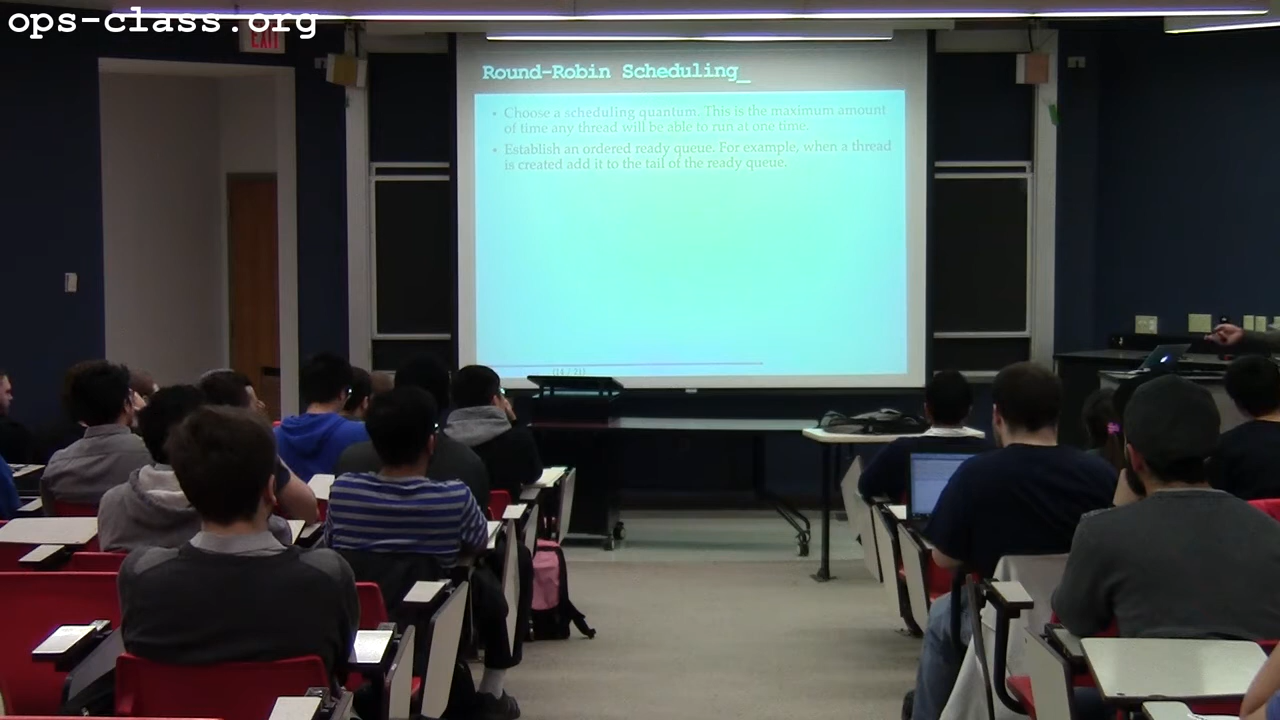 ops-class.org
EXIT
Round-Robin Scheduling_
• Choose a scheduling quantum. This is the maximum amount
of time any thread will be able to run at one time.
• Establish an ordered ready queue. For example, when a thread
is created add it to the tail of the ready queue.